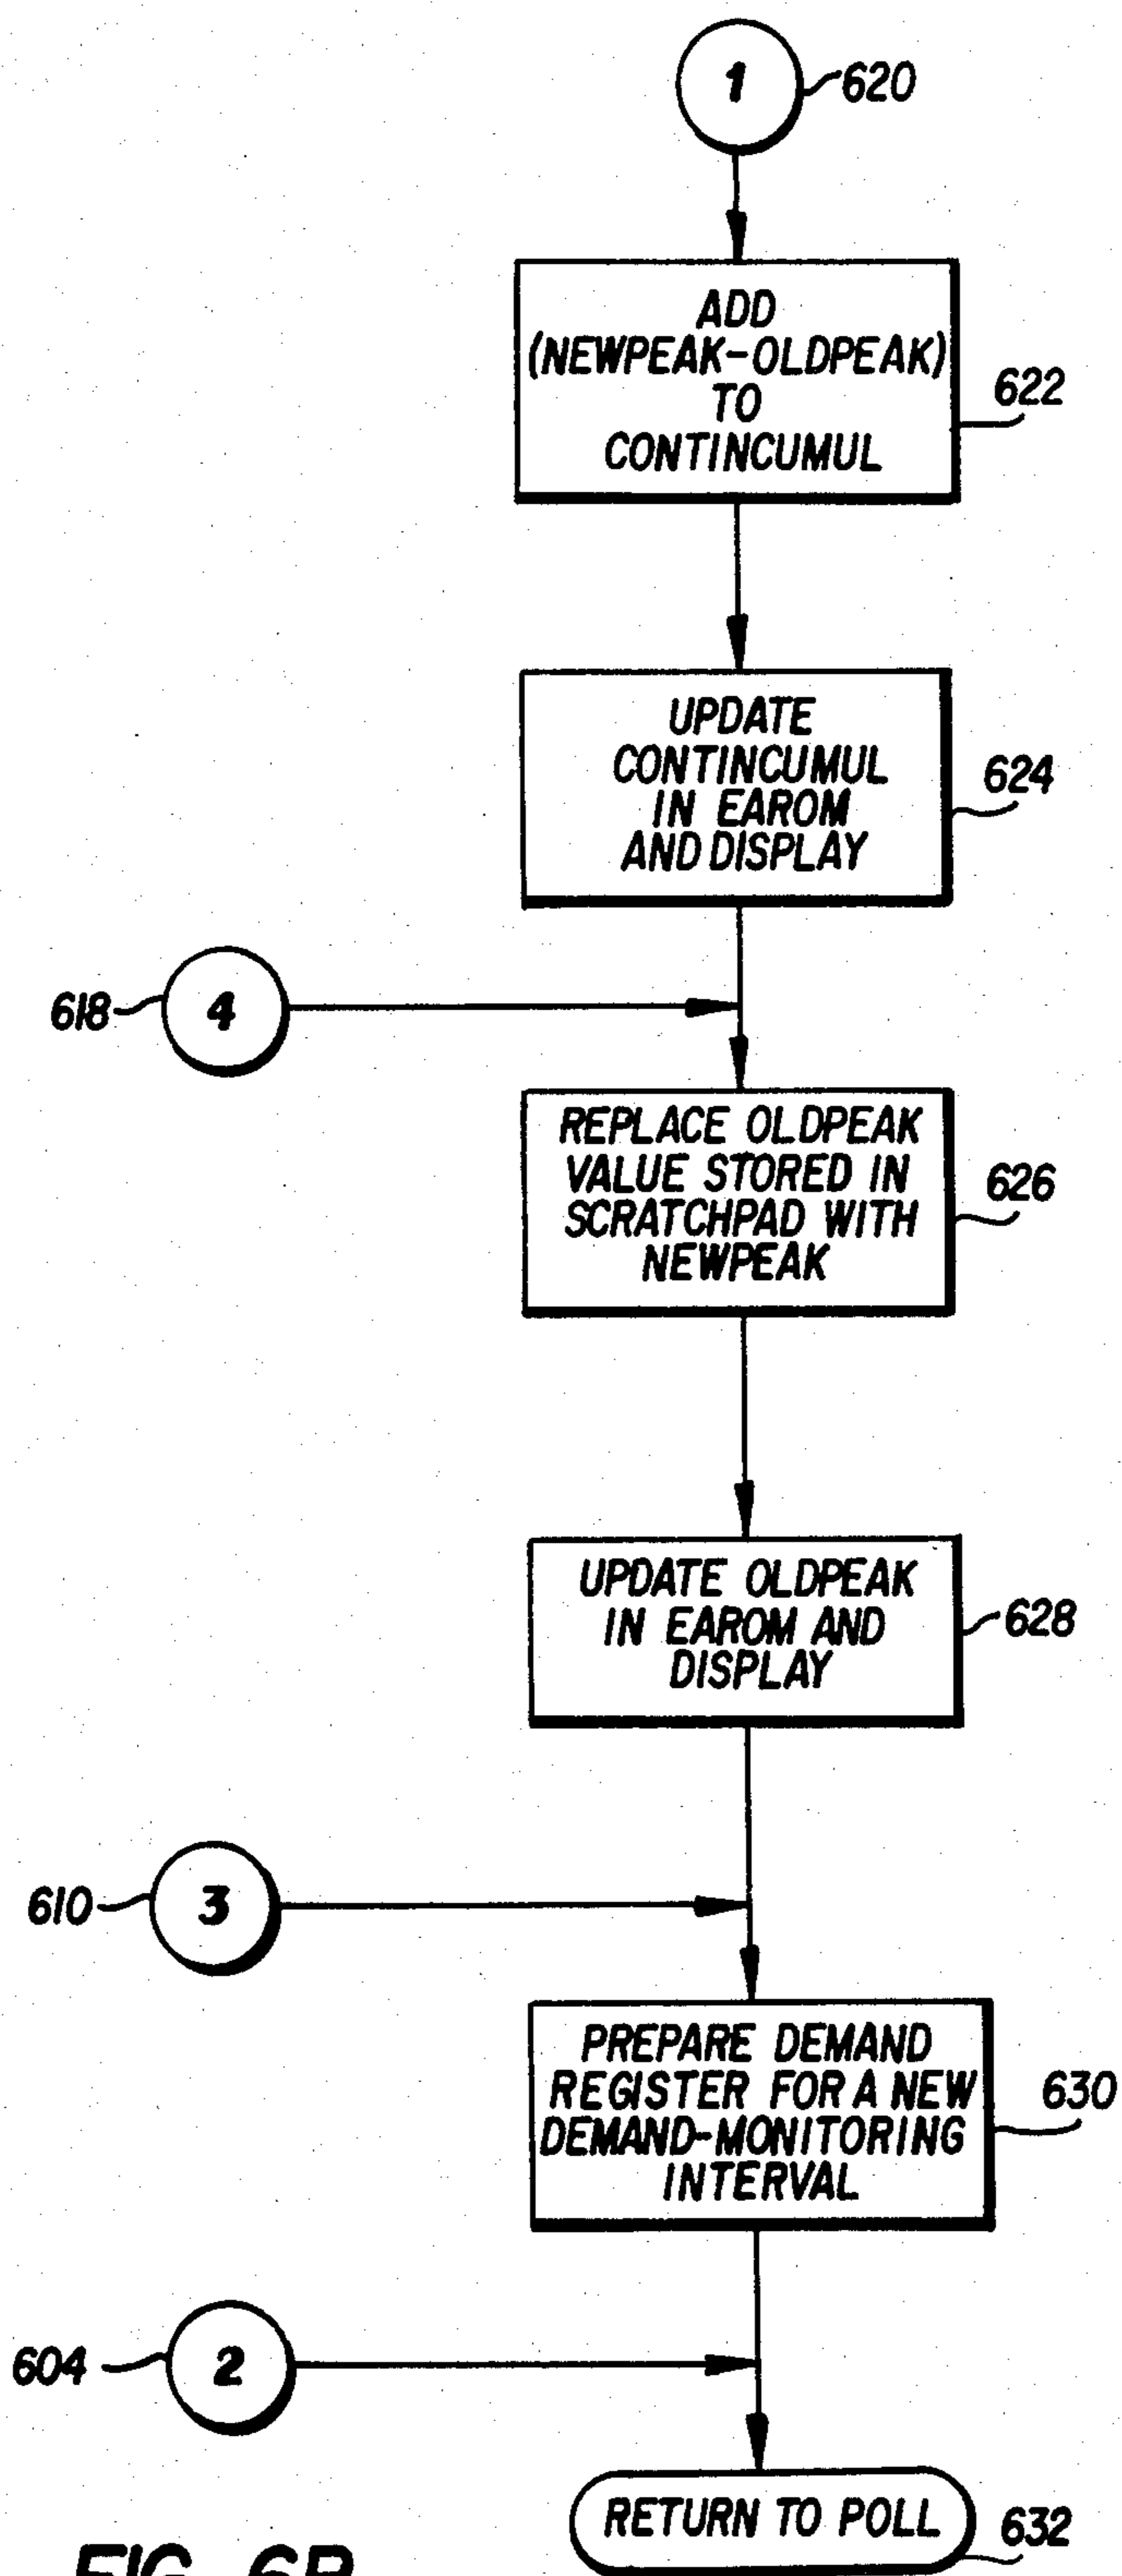 1
620
ADD
(NEWPEAK-OLDPEAK)
TO
CONTINCUMUL
622
UPDATE
CONTINCUMUL
IN EAROM
AND DISPLAY
624
618
4
REPLACE OLDPEAK
VALUE STORED IN
SCRATCHPAD WITH
NEWPEAK
626
UPDATE OLDPEAK
IN EAROM AND
DISPLAY
628
610
3
PREPARE DEMAND
REGISTER FOR A NEW
DEMAND-MONITORING
INTERVAL
630
604
2
RETURN TO POLL
632
FIG. 6B